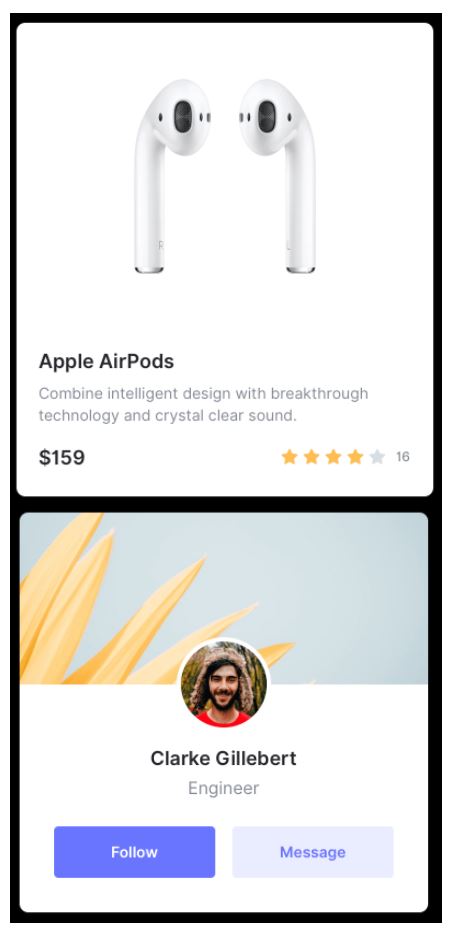 R L
Apple AirPods
Combine intelligent design with breakthrough
technology and crystal clear sound.
$159 16
Clarke Gillebert
Engineer
Follow Message